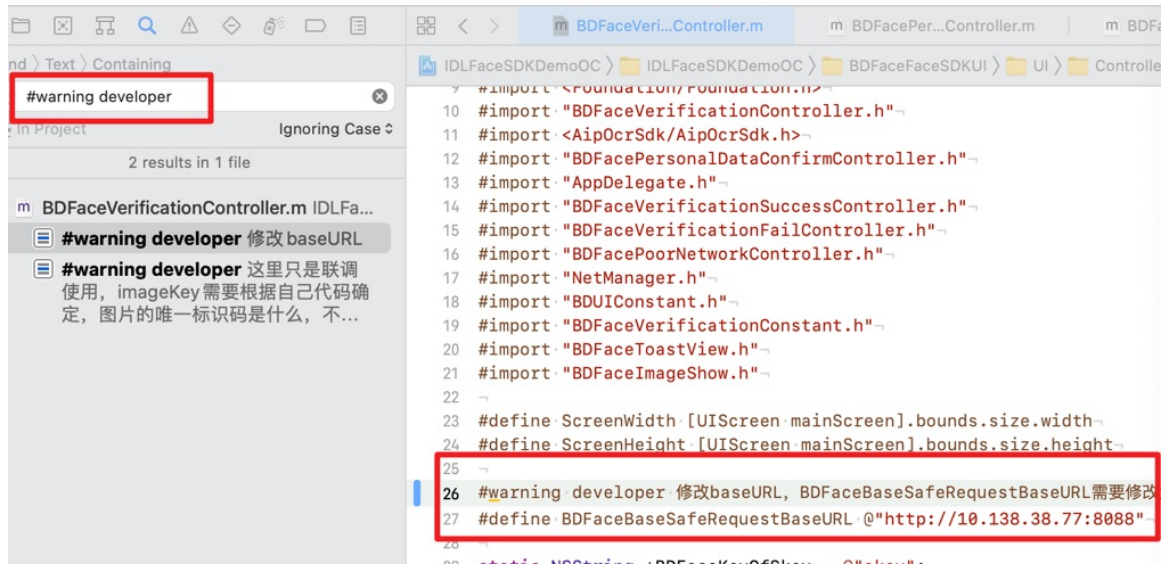 BDFaceVeri...Controller.m
BDFacePer...Controller.m
m BDFa
nd 〉 Text 〉 Containing
IDLFaceSDKDemoOC 〉 IDLFaceSDKDemoOC 〉 BDFaceFaceSDKUI 〉 UI 〉 Controlle
#warning developer
In Project
Ignoring Case
2 results in 1 file
m BDFaceVerificationController.m IDLFa...
#warning developer 修改 baseURL
#warning developer 这里只是联调
使用，imageKey 需要根据自己代码确
定，图片的唯一标识码是什么，不...
9 #import <Foundation/Foundation.h>
10 #import "BDFaceVerificationController.h"
11 #import <AipOcrSdk/AipOcrSdk.h>
12 #import "BDFacePersonalDataConfirmController.h"
13 #import "AppDelegate.h"
14 #import "BDFaceVerificationSuccessController.h"
15 #import "BDFaceVerificationFailController.h"
16 #import "BDFacePoorNetworkController.h"
17 #import "NetManager.h"
18 #import "BDUIConstant.h"
19 #import "BDFaceVerificationConstant.h"
20 #import "BDFaceToastView.h"
21 #import "BDFaceImageShow.h"
22
23 #define ScreenWidth [UIScreen mainScreen].bounds.size.width
24 #define ScreenHeight [UIScreen mainScreen].bounds.size.height
25
26 #warning developer 修改baseURL，BDFaceBaseSafeRequestBaseURL需要修改
27 #define BDFaceBaseSafeRequestBaseURL @"http://10.138.38.77:8088"
28